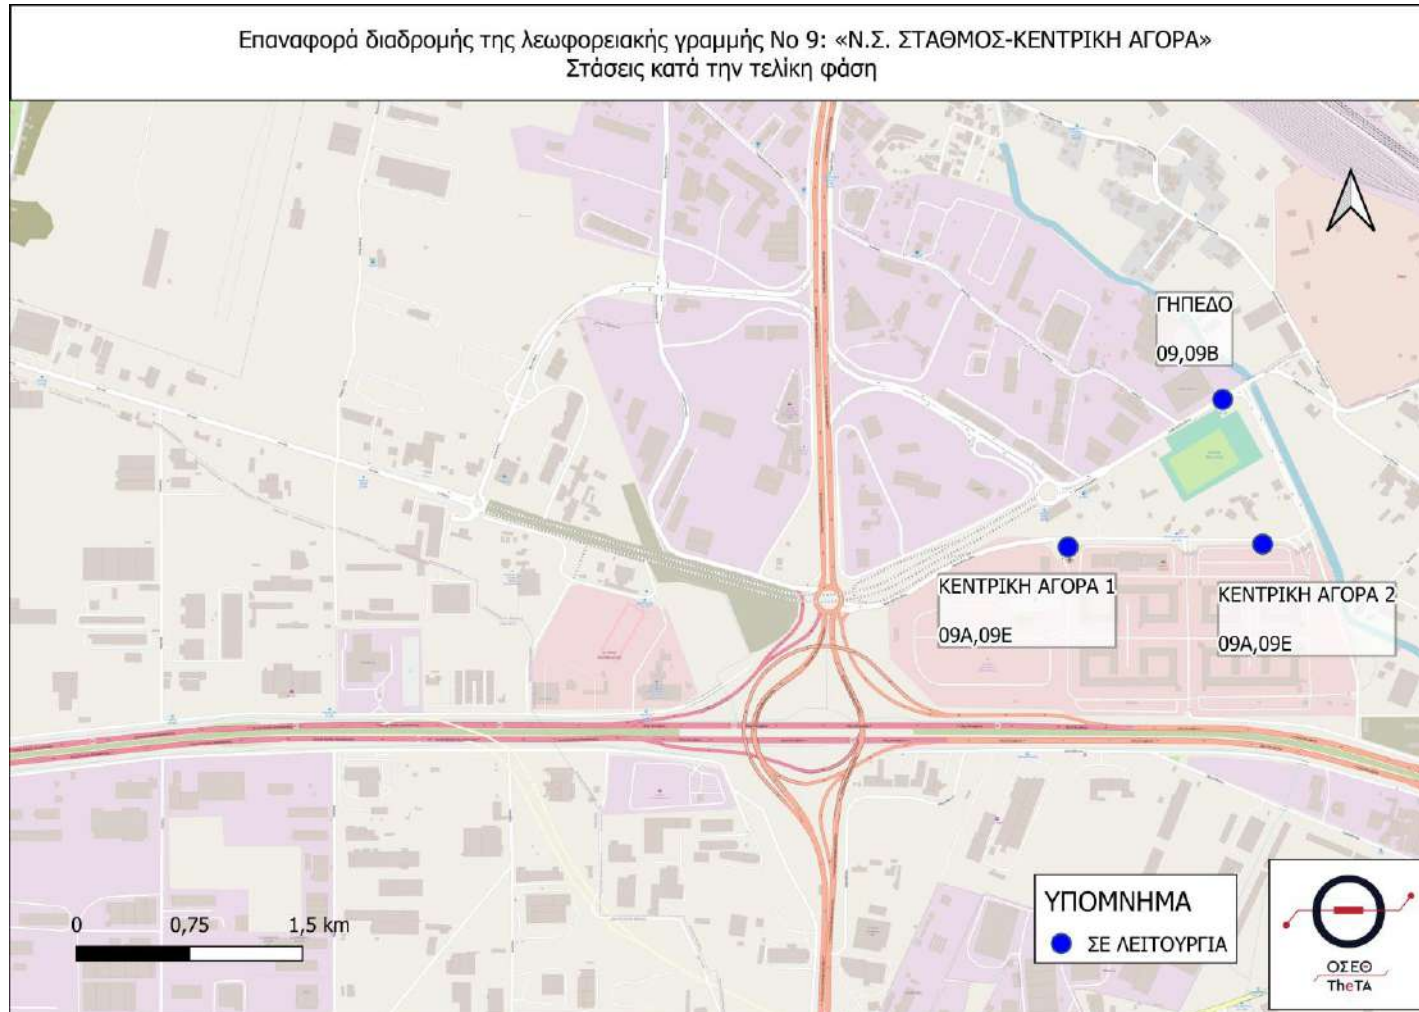 Επαναφορά διαδρομής της λεωφορειακής γραμμής Νο 9: «Ν.Σ. ΣΤΑΘΜΟΣ-ΚΕΝΤΡΙΚΗ ΑΓΟΡΑ»
Στάσεις κατά την τελίκη φάση
ΓΗΠΕΔΟ
09,09Β
ΚΕΝΤΡΙΚΗ ΑΓΟΡΑ 1
09Α,09Ε
ΚΕΝΤΡΙΚΗ ΑΓΟΡΑ 2
09Α,09Ε
0 0,75 1,5 km
ΥΠΟΜΝΗΜΑ
ΣΕ ΛΕΙΤΟΥΡΓΙΑ
ΟΣΕΘ
TheTA